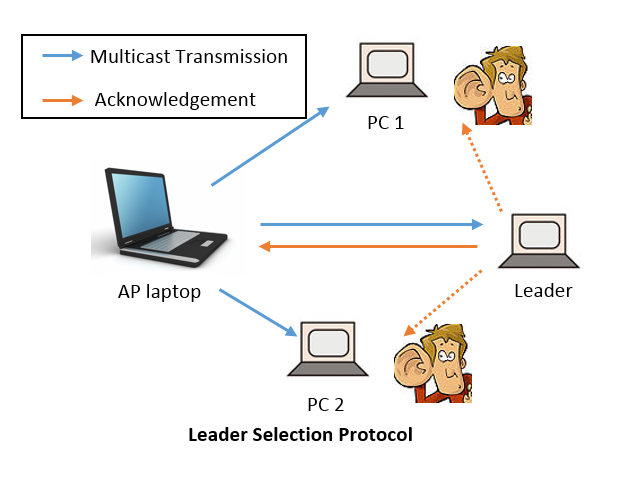 Multicast Transmission
Acknowledgement
PC 1
AP laptop
Leader
PC 2
Leader Selection Protocol